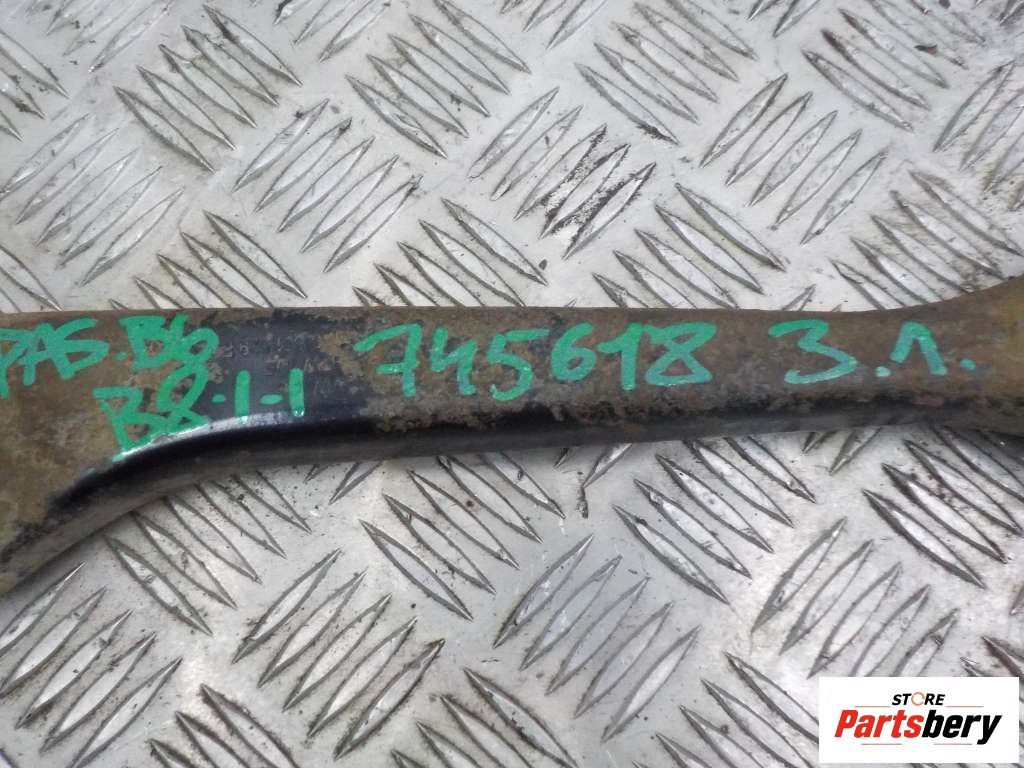 PAS.B6 745618 З.Л.
B8-1-1
STORE
Partsbery